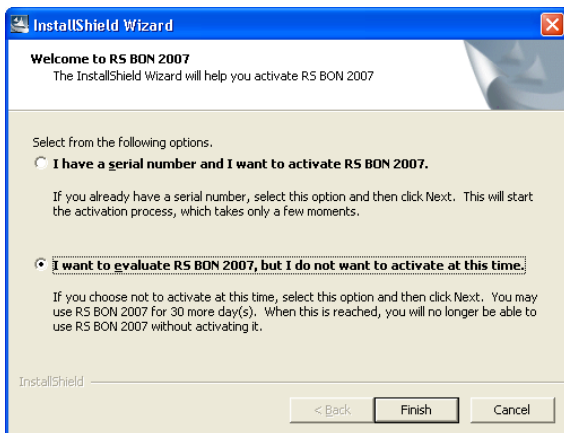 InstallShield Wizard
Welcome to RS BON 2007
The InstallShield Wizard will help you activate RS BON 2007
Select from the following options.
I have a serial number and I want to activate RS BON 2007.
If you already have a serial number, select this option and then click Next. This will start
the activation process, which takes only a few moments.
I want to evaluate RS BON 2007, but I do not want to activate at this time.
If you choose not to activate at this time, select this option and then click Next. You may
use RS BON 2007 for 30 more day(s). When this is reached, you will no longer be able to
use RS BON 2007 without activating it.
InstallShield
< Back Finish Cancel